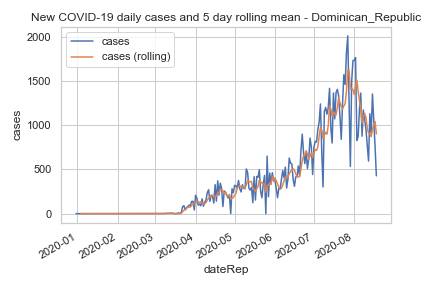 New COVID-19 daily cases and 5 day rolling mean - Dominican_Republic
cases
cases (rolling)
2000
1500
1000
500
0
cases
2020-01
2020-02
2020-03
2020-04
2020-05
2020-06
2020-07
2020-08
dateRep